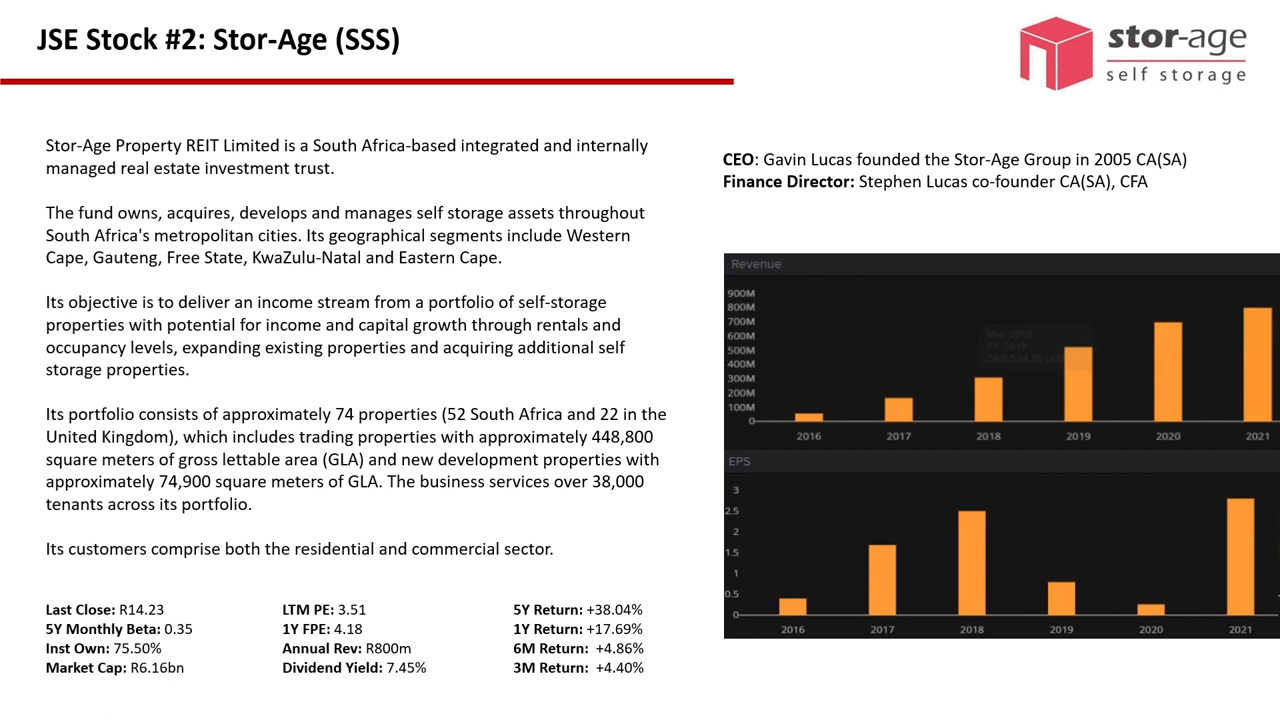 JSE Stock #2: Stor-Age (SSS)
stor-age
self storage
Stor-Age Property REIT Limited is a South Africa-based integrated and internally
managed real estate investment trust.
The fund owns, acquires, develops and manages self storage assets throughout
South Africa's metropolitan cities. Its geographical segments include Western
Cape, Gauteng, Free State, KwaZulu-Natal and Eastern Cape.
Its objective is to deliver an income stream from a portfolio of self-storage
properties with potential for income and capital growth through rentals and
occupancy levels, expanding existing properties and acquiring additional self
storage properties.
Its portfolio consists of approximately 74 properties (52 South Africa and 22 in the
United Kingdom), which includes trading properties with approximately 448,800
square meters of gross lettable area (GLA) and new development properties with
approximately 74,900 square meters of GLA. The business services over 38,000
tenants across its portfolio.
Its customers comprise both the residential and commercial sector.
Last Close: R14.23
5Y Monthly Beta: 0.35
Inst Own: 75.50%
Market Cap: R6.16bn
LTM PE: 3.51
1Y FPE: 4.18
Annual Rev: R800m
Dividend Yield: 7.45%
5Y Return: +38.04%
1Y Return: +17.69%
6M Return: +4.86%
3M Return: +4.40%
CEO: Gavin Lucas founded the Stor-Age Group in 2005 CA(SA)
Finance Director: Stephen Lucas co-founder CA(SA), CFA
Revenue
900M
800M
700M
600M
500M
400M
300M
200M
100M
0
Mar 2019
FY 2019
2016 2017 2018 2019 2020 2021
EPS
3
2.5
2
1.5
1
0.5
0
2016 2017 2018 2019 2020 2021